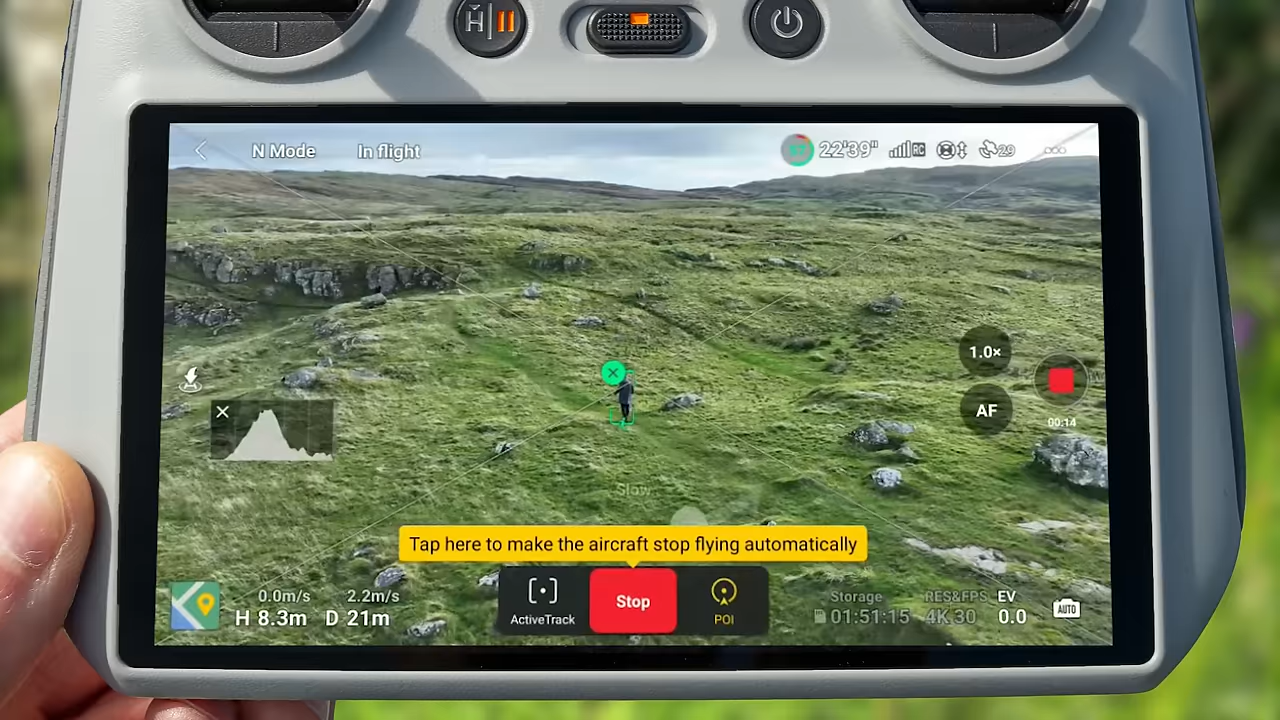 H
N Mode
In flight
22'39"
RC
29
1.0×
AF
00:14
Slow
Tap here to make the aircraft stop flying automatically
0.0m/s
2.2m/s
H 8.3m
D 21m
ActiveTrack
Stop
POI
Storage
01:51:15
RES&FPS
4K 30
EV
0.0
AUTO